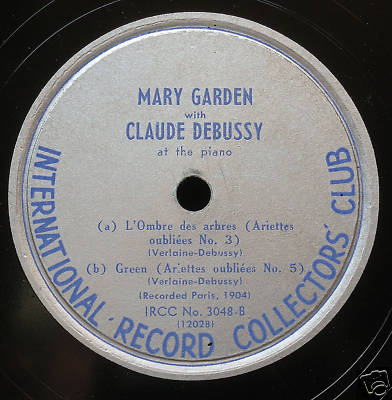 MARY GARDEN
with
CLAUDE DEBUSSY
at the piano
(a) L'Ombre des arbres (Ariettes
oubliées No. 3)
(Verlaine-Debussy)
(b) Green (Ariettes oubliées No. 5)
(Verlaine-Debussy)
(Recorded Paris, 1904)
IRCC No. 3048-B
(12028)
INTERNATIONAL RECORD COLLECTORS' CLUB